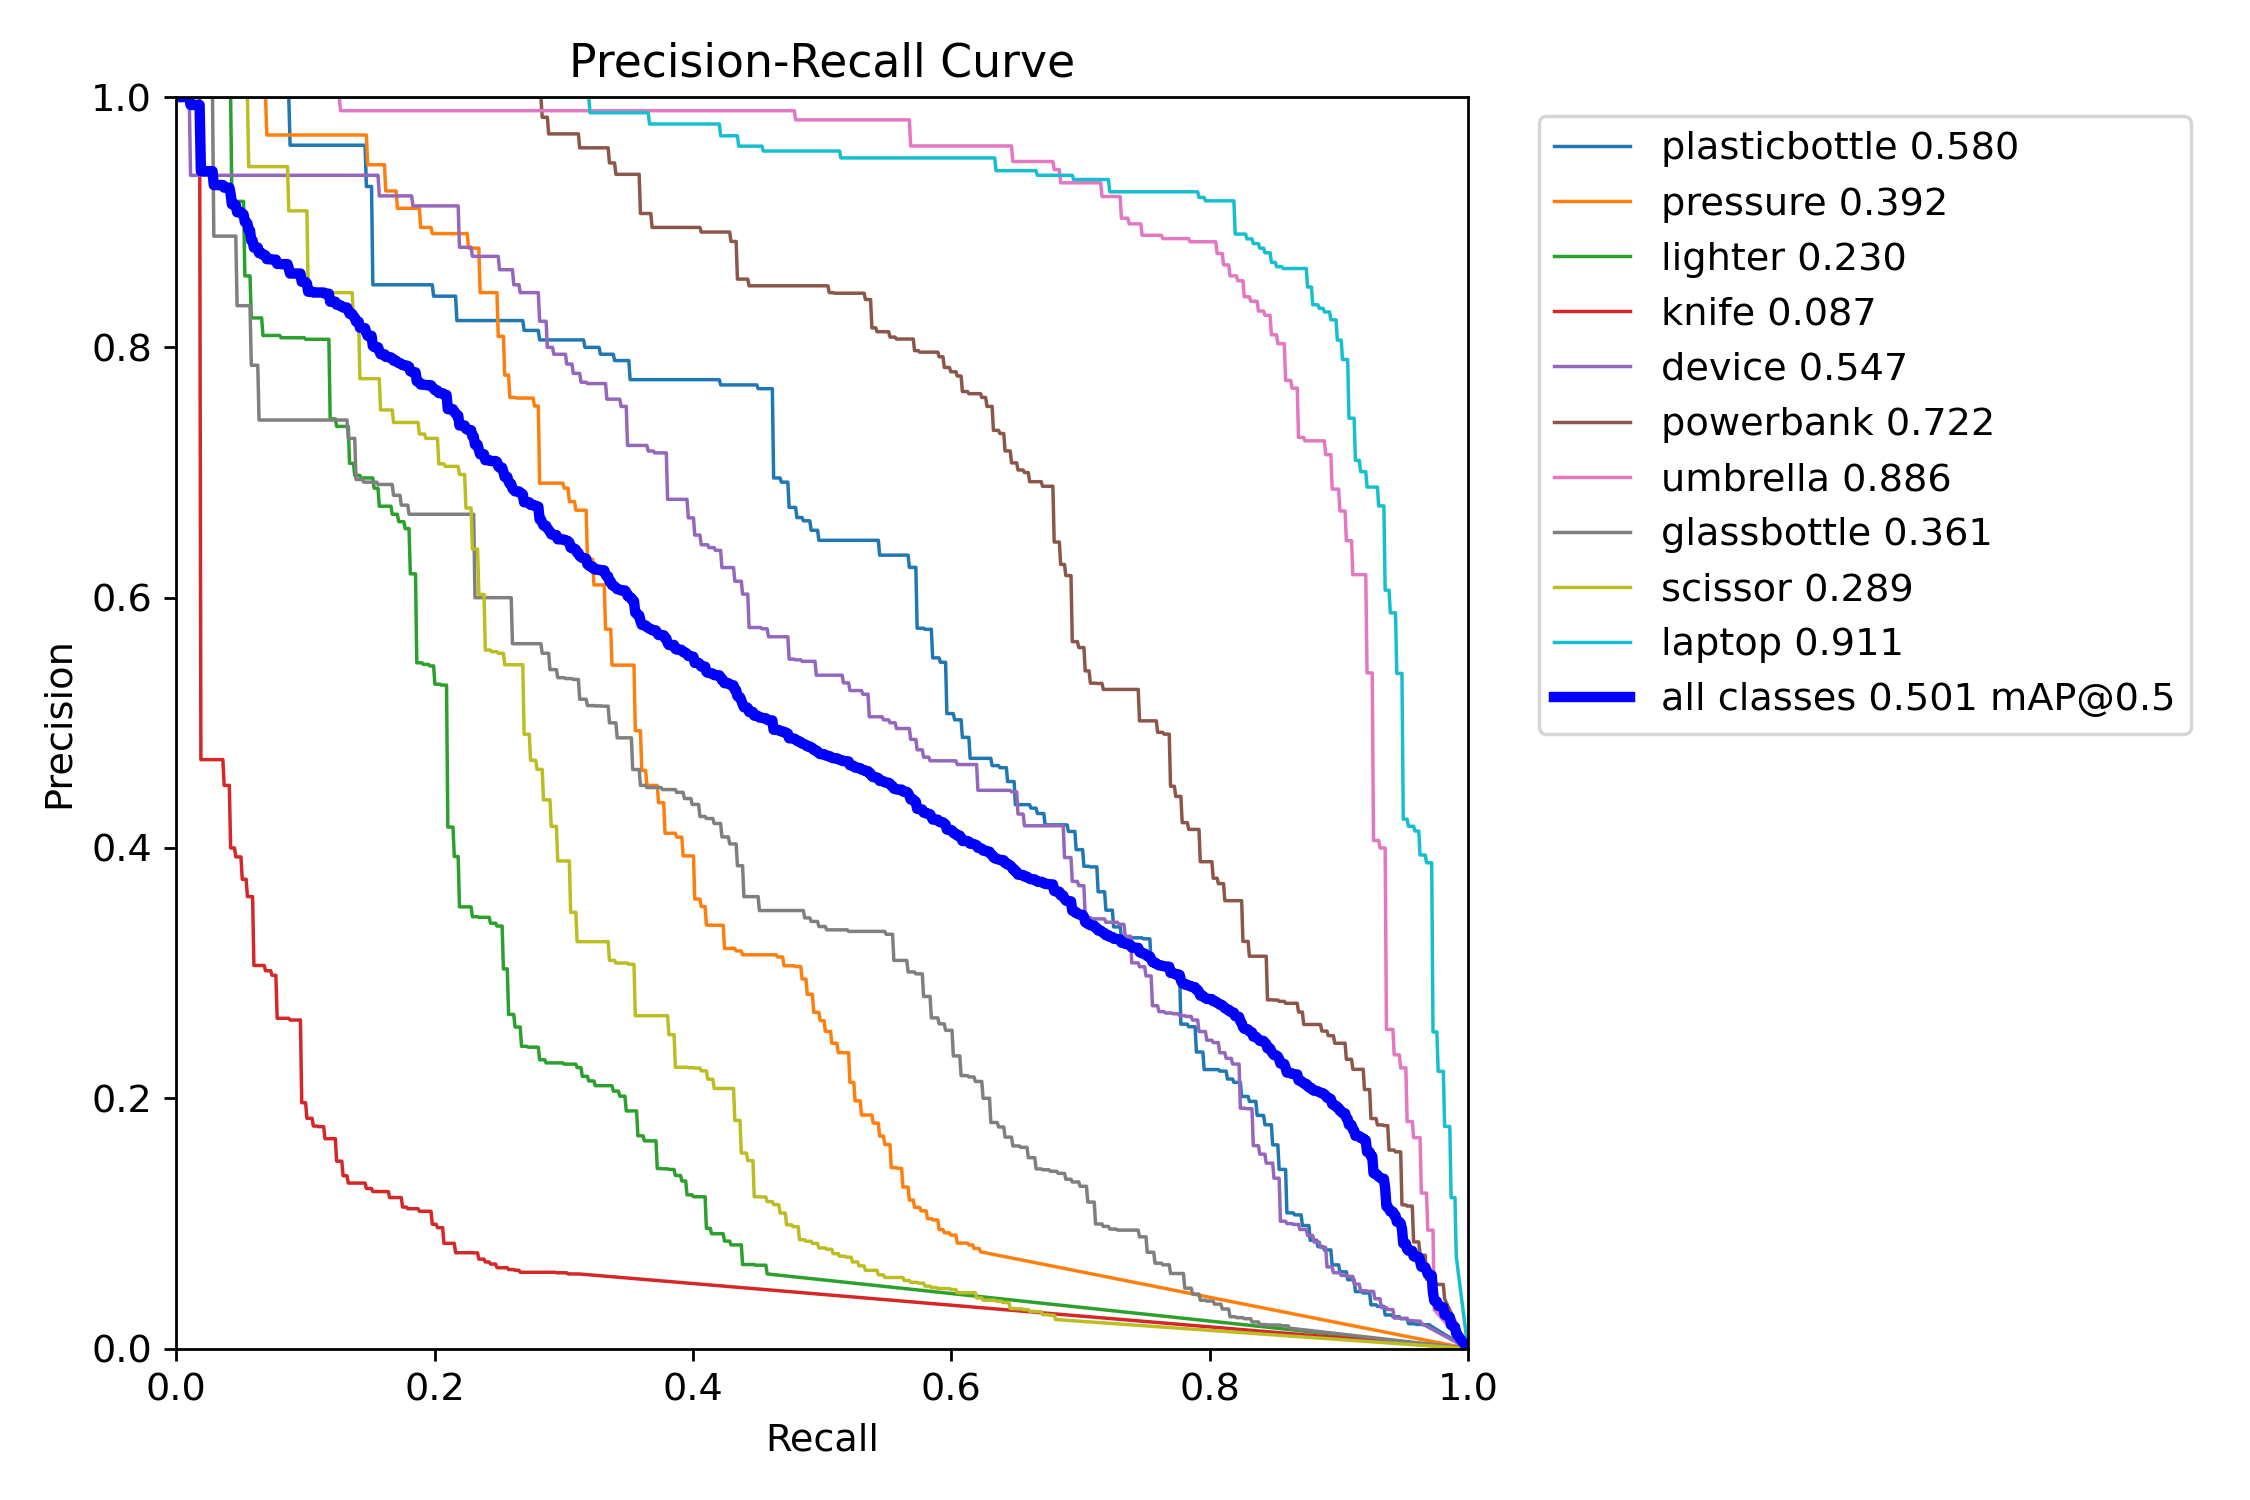 Precision-Recall Curve
1.0
0.8
0.6
0.4
0.2
0.0
Precision
0.0 0.2 0.4 0.6 0.8 1.0
Recall
plasticbottle 0.580
pressure 0.392
lighter 0.230
knife 0.087
device 0.547
powerbank 0.722
umbrella 0.886
glassbottle 0.361
scissor 0.289
laptop 0.911
all classes 0.501 mAP@0.5